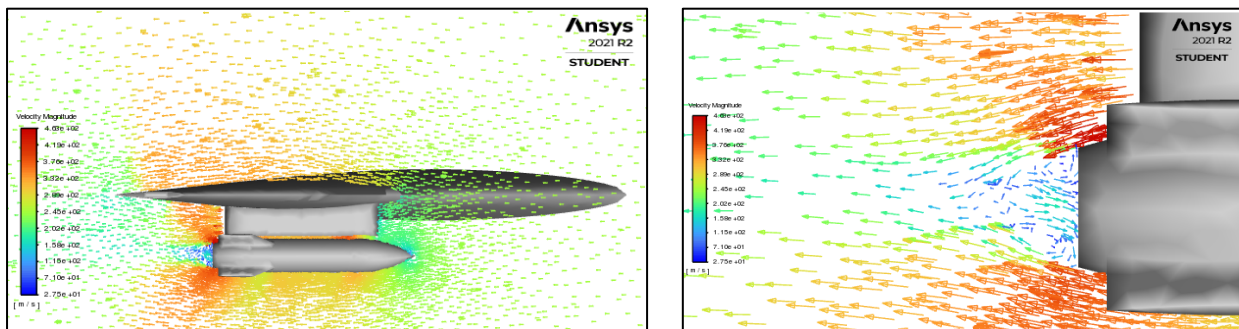 Ansys
2021 R2
STUDENT
Velocity Magnitude
4.63e +02
4.19e +02
3.76e +02
3.32e +02
2.89e +02
2.45e +02
2.02e +02
1.58e +02
1.15e +02
7.10e +01
2.75e +01
[ m / s ]
Ansys
2021 R2
STUDENT
Velocity Magnitude
4.63e +02
4.19e +02
3.76e +02
3.32e +02
2.89e +02
2.45e +02
2.02e +02
1.58e +02
1.15e +02
7.10e +01
2.75e +01
[ m / s ]